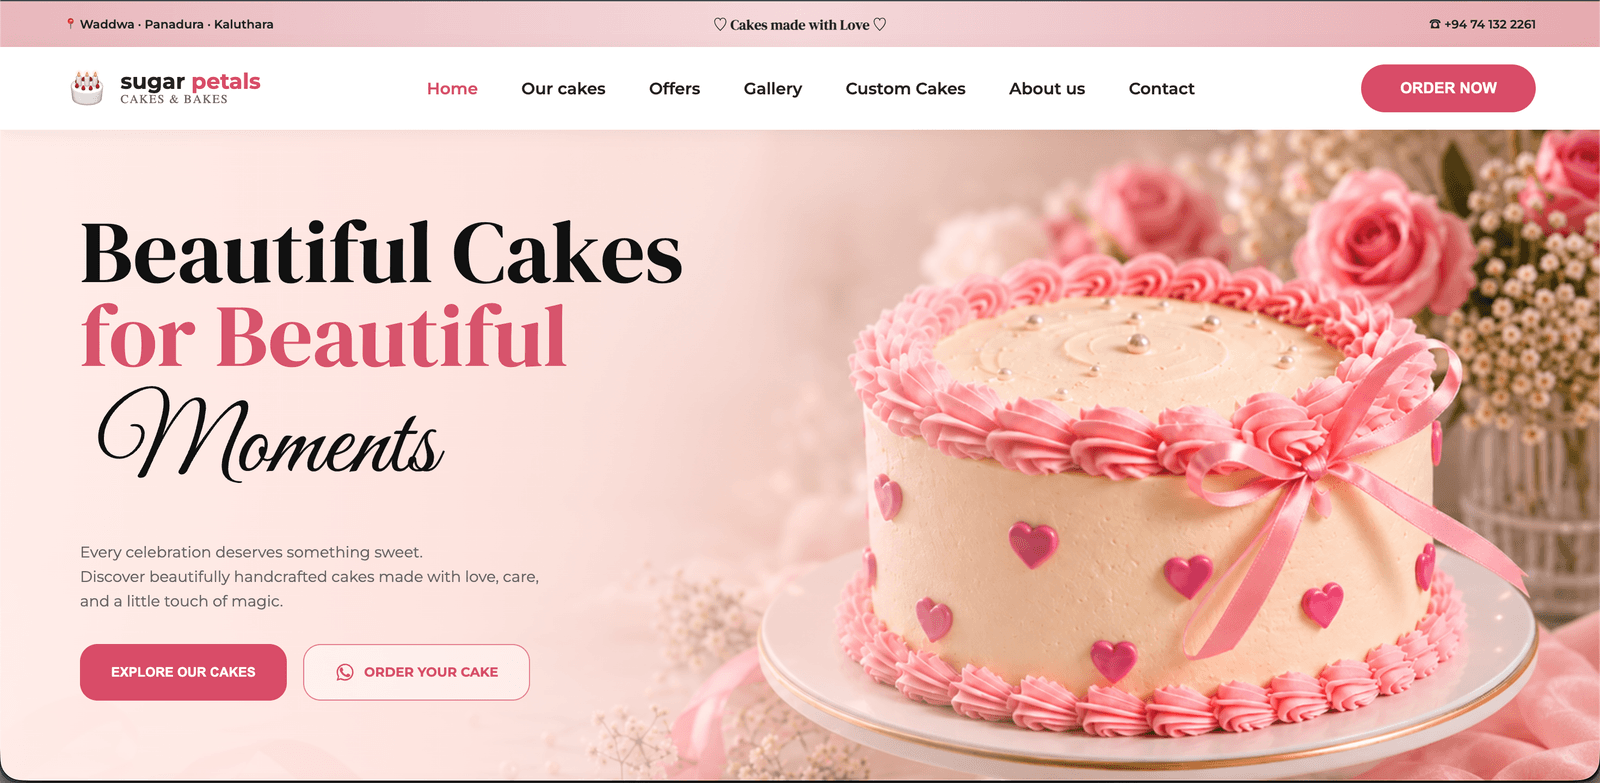 📍 Waddwa · Panadura · Kaluthara
♡ Cakes made with Love ♡
☎ +94 74 132 2261
sugar petals
CAKES & BAKES
Home
Our cakes
Offers
Gallery
Custom Cakes
About us
Contact
ORDER NOW
Beautiful Cakes
for Beautiful
Moments
Every celebration deserves something sweet.
Discover beautifully handcrafted cakes made with love, care,
and a little touch of magic.
EXPLORE OUR CAKES
ORDER YOUR CAKE